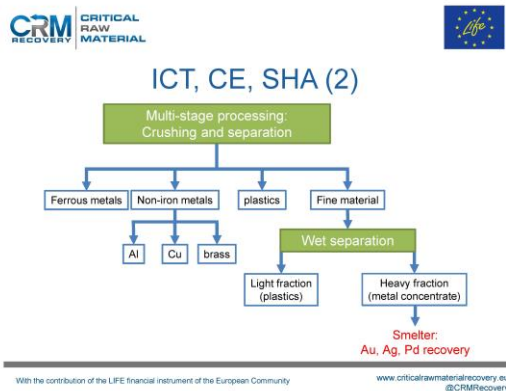 CRM
RECOVERY
CRITICAL
RAW
MATERIAL
Life
ICT, CE, SHA (2)
Multi-stage processing:
Crushing and separation
Ferrous metals
Non-iron metals
plastics
Fine material
Wet separation
Al
Cu
brass
Light fraction
(plastics)
Heavy fraction
(metal concentrate)
Smelter:
Au, Ag, Pd recovery
With the contribution of the LIFE financial instrument of the European Community
www.criticalrawmaterialrecovery.eu
@CRMRecovery